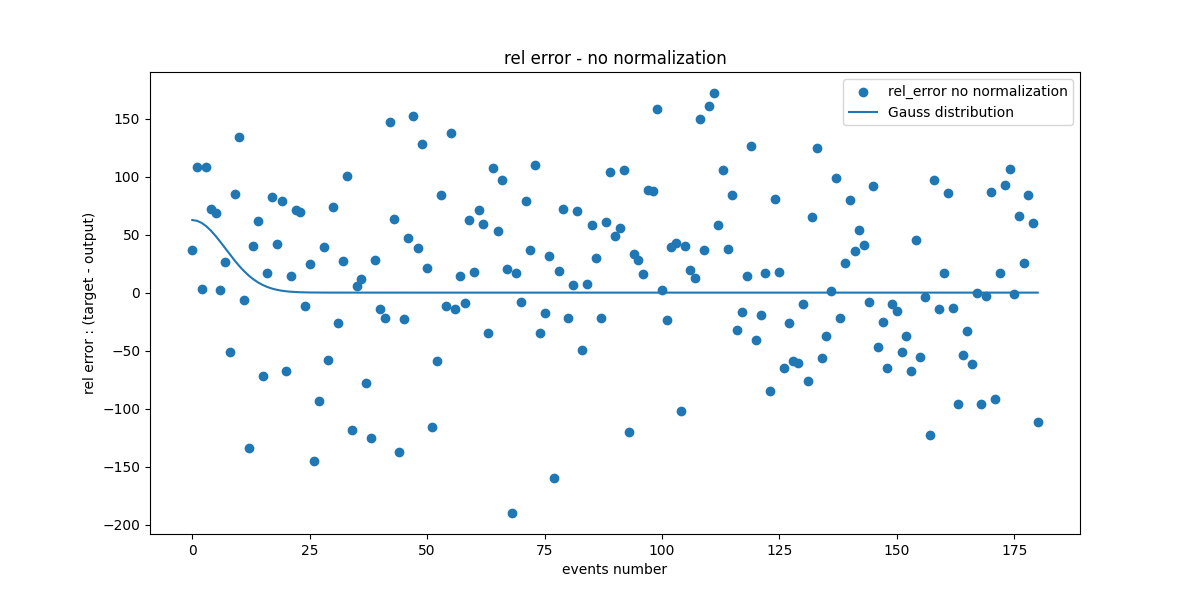 rel error - no normalization
rel_error no normalization
Gauss distribution
rel error : (target - output)
150
100
50
0
−50
−100
−150
−200
0 25 50 75 100 125 150 175
events number